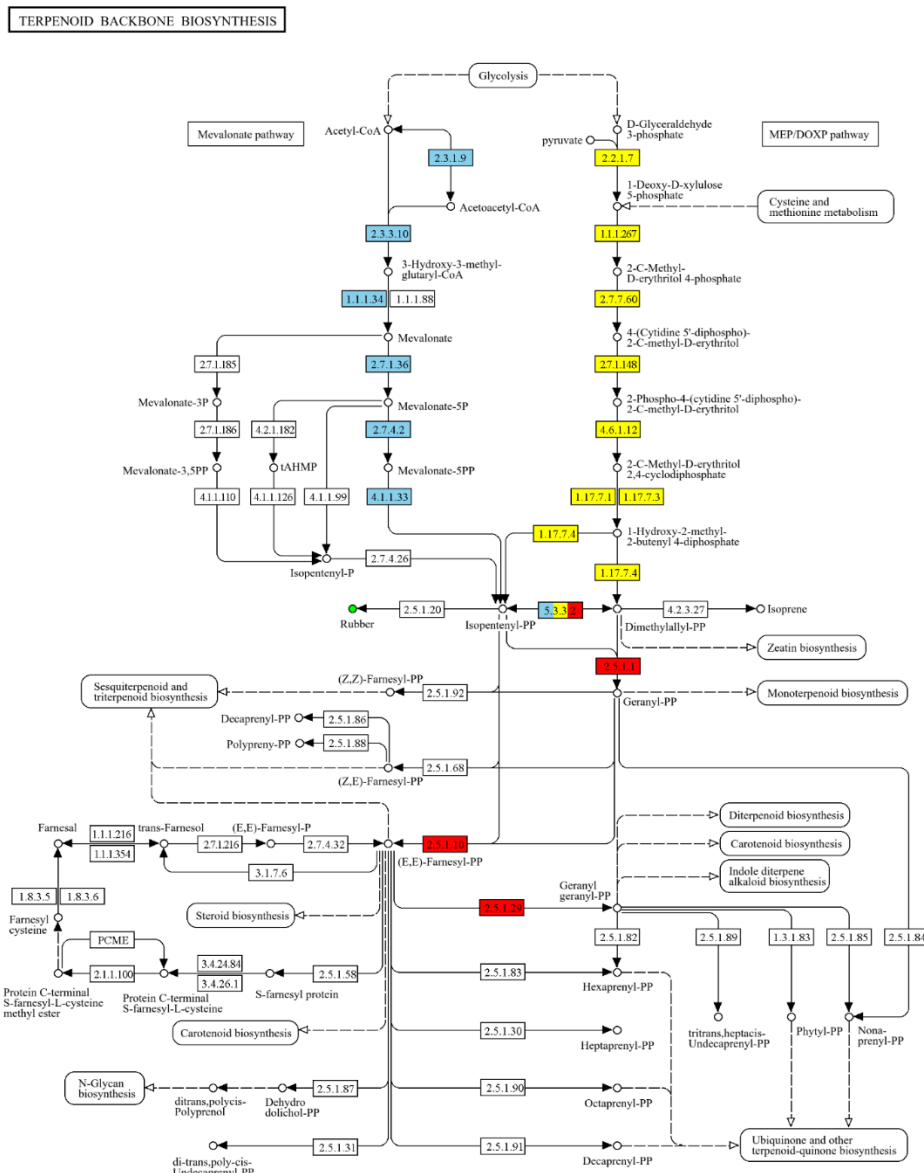 TERPENOID BACKBONE BIOSYNTHESIS
Glycolysis
Mevalonate pathway
Acetyl-CoA
pyruvate
D-Glyceraldehyde
3-phosphate
MEP/DOXP pathway
2.3.1.9
2.2.1.7
1-Deoxy-D-xylulose
5-phosphate
Acetoacetyl-CoA
Cysteine and
methionine metabolism
2.3.3.10
1.1.1.267
3-Hydroxy-3-methyl-
glutaryl-CoA
2-C-Methyl-
D-erythritol 4-phosphate
1.1.1.34
1.1.1.88
2.7.7.60
Mevalonate
4-(Cytidine 5'-diphospho)-
2-C-methyl-D-erythritol
2.7.1.185
2.7.1.36
2.7.1.148
Mevalonate-3P
Mevalonate-5P
2-Phospho-4-(cytidine 5'-diphospho)-
2-C-methyl-D-erythritol
2.7.1.186
4.2.1.182
2.7.4.2
4.6.1.12
Mevalonate-3,5PP
tAHMP
Mevalonate-5PP
2-C-Methyl-D-erythritol
2,4-cyclodiphosphate
4.1.1.110
4.1.1.126
4.1.1.99
4.1.1.33
1.17.7.1
1.17.7.3
1.17.7.4
1-Hydroxy-2-methyl-
2-butenyl 4-diphosphate
2.7.4.26
Isopentenyl-P
1.17.7.4
2.5.1.20
5.3.3.2
4.2.3.27
Isoprene
Rubber
Isopentenyl-PP
Dimethylallyl-PP
Zeatin biosynthesis
2.5.1.1
Sesquiterpenoid and
triterpenoid biosynthesis
(Z,Z)-Farnesyl-PP
2.5.1.92
Geranyl-PP
Monoterpenoid biosynthesis
Decaprenyl-PP
2.5.1.86
Polypreny-PP
2.5.1.88
2.5.1.68
(Z,E)-Farnesyl-PP
Diterpenoid biosynthesis
Farnesal
1.1.1.216
1.1.1.354
trans-Farnesol
2.7.1.216
(E,E)-Farnesyl-P
2.7.4.32
2.5.1.10
(E,E)-Farnesyl-PP
Carotenoid biosynthesis
3.1.7.6
Indole diterpene
alkaloid biosynthesis
Geranyl
geranyl-PP
1.8.3.5
1.8.3.6
2.5.1.29
Farnesyl
cysteine
Steroid biosynthesis
PCME
2.5.1.82
2.5.1.89
1.3.1.83
2.5.1.85
2.5.1.84
2.1.1.100
3.4.24.84
3.4.26.1
2.5.1.58
2.5.1.83
Hexaprenyl-PP
Protein C-terminal
S-farnesyl-L-cysteine
methyl ester
Protein C-terminal
S-farnesyl-L-cysteine
S-farnesyl protein
Carotenoid biosynthesis
2.5.1.30
Heptaprenyl-PP
tritrans,heptacis-
Undecaprenyl-PP
Phytyl-PP
Nona-
prenyl-PP
N-Glycan
biosynthesis
ditrans,polycis-
Polyprenol
Dehydro
dolichol-PP
2.5.1.87
2.5.1.90
Octaprenyl-PP
2.5.1.31
di-trans,poly-cis-
Undecaprenyl-PP
2.5.1.91
Decaprenyl-PP
Ubiquinone and other
terpenoid-quinone biosynthesis